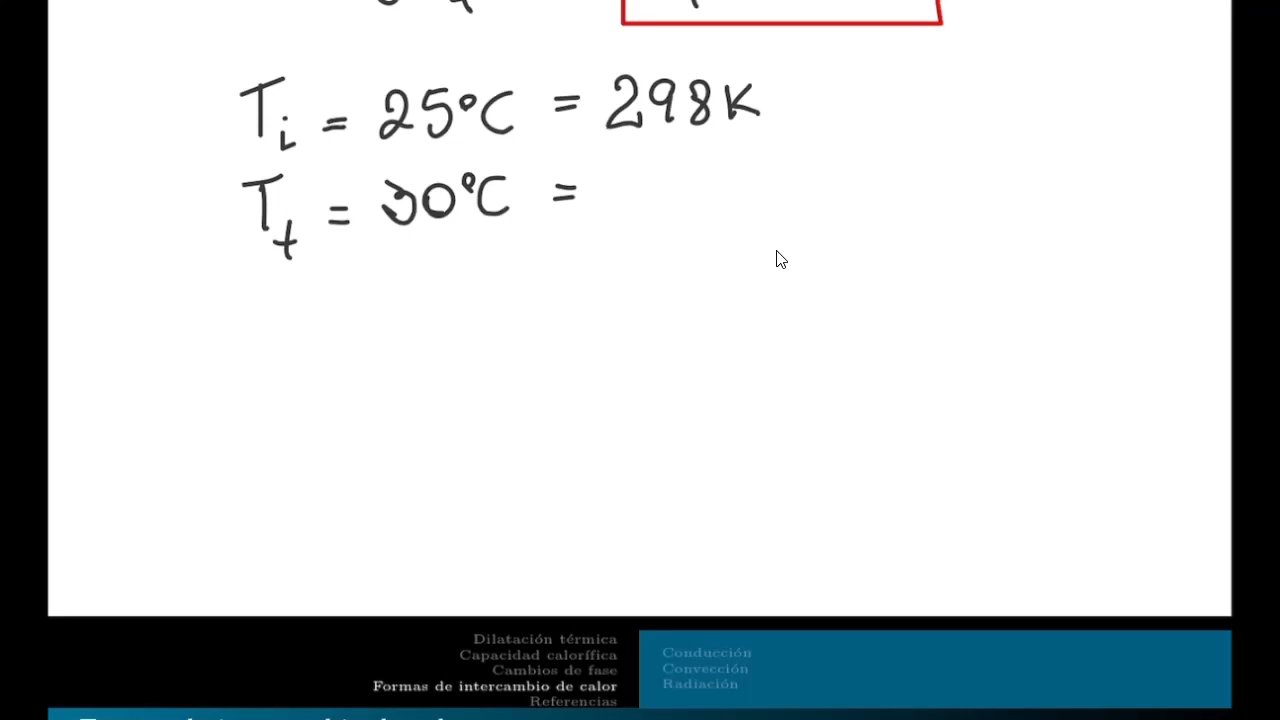 Ti = 25°C = 298K
Tf = 30°C =
Dilatación térmica
Capacidad calorífica
Cambios de fase
Formas de intercambio de calor
Referencias
Conducción
Convección
Radiación